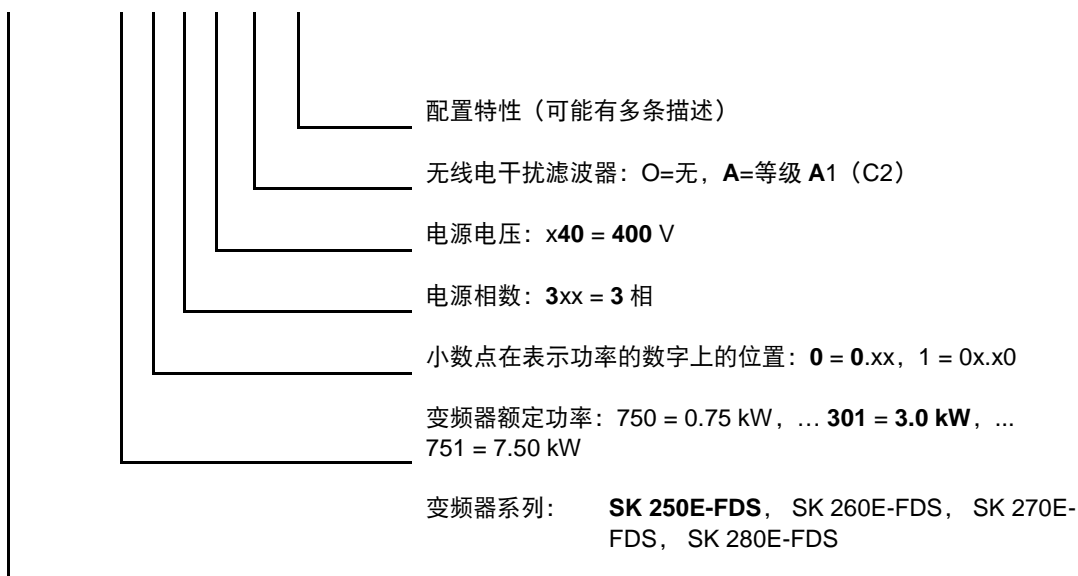 配置特性（可能有多条描述）
无线电干扰滤波器：O=无，A=等级 A1（C2）
电源电压：x40 = 400 V
电源相数：3xx = 3 相
小数点在表示功率的数字上的位置：0 = 0.xx，1 = 0x.x0
变频器额定功率：750 = 0.75 kW，… 301 = 3.0 kW，...
751 = 7.50 kW
变频器系列： SK 250E-FDS， SK 260E-FDS， SK 270E-
FDS， SK 280E-FDS